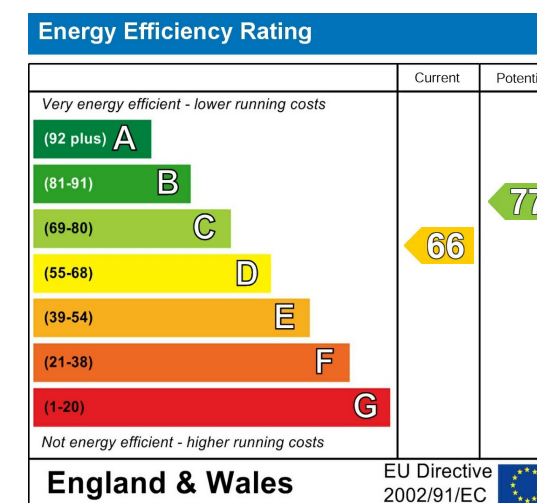 Energy Efficiency Rating
Current Potenti
Very energy efficient - lower running costs
(92 plus) A
(81-91) B
77
(69-80) C
66
(55-68) D
(39-54) E
(21-38) F
(1-20) G
Not energy efficient - higher running costs
England & Wales
EU Directive
2002/91/EC